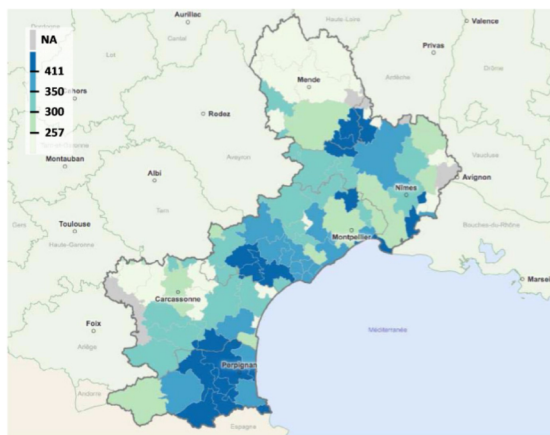 NA
411
350
300
257
Haute-Loire
Aurillac
Cantal
Valence
Privas
Lot
Ardèche
Drôme
Mende
Cahors
Rodez
Aveyron
Montauban
Albi
Tarn
Nîmes
Avignon
Vaucluse
Toulouse
Gers
Haute-Garonne
Montpellier
Bouches-du-Rhône
Carcassonne
Marsei
Foix
Ariège
Méditerranée
Perpignan
Andorra
Espagne